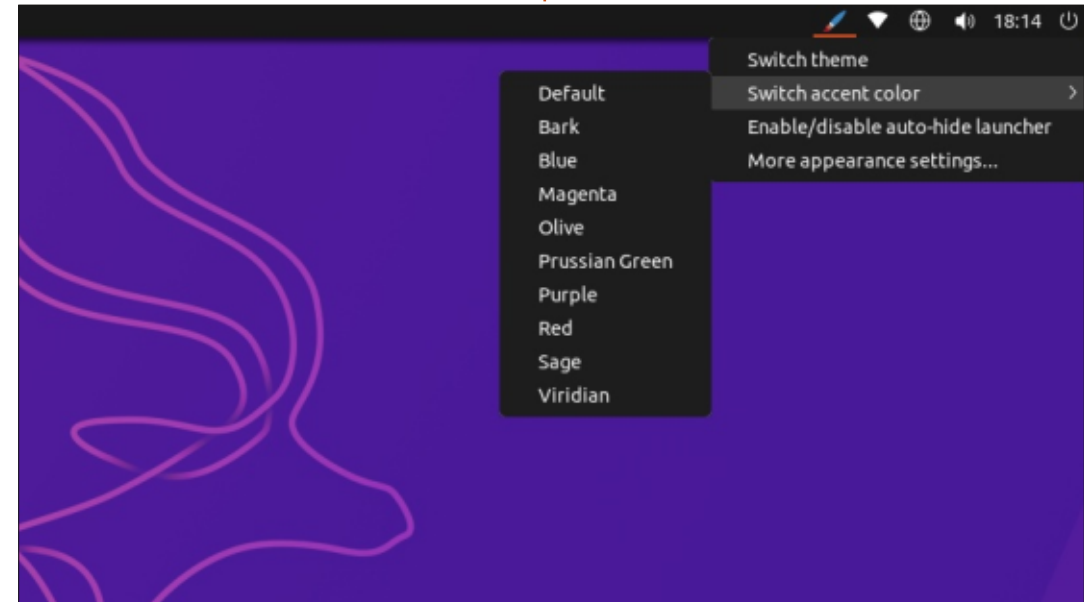 18:14
Switch theme
Switch accent color
Enable/disable auto-hide launcher
More appearance settings...
Default
Bark
Blue
Magenta
Olive
Prussian Green
Purple
Red
Sage
Viridian